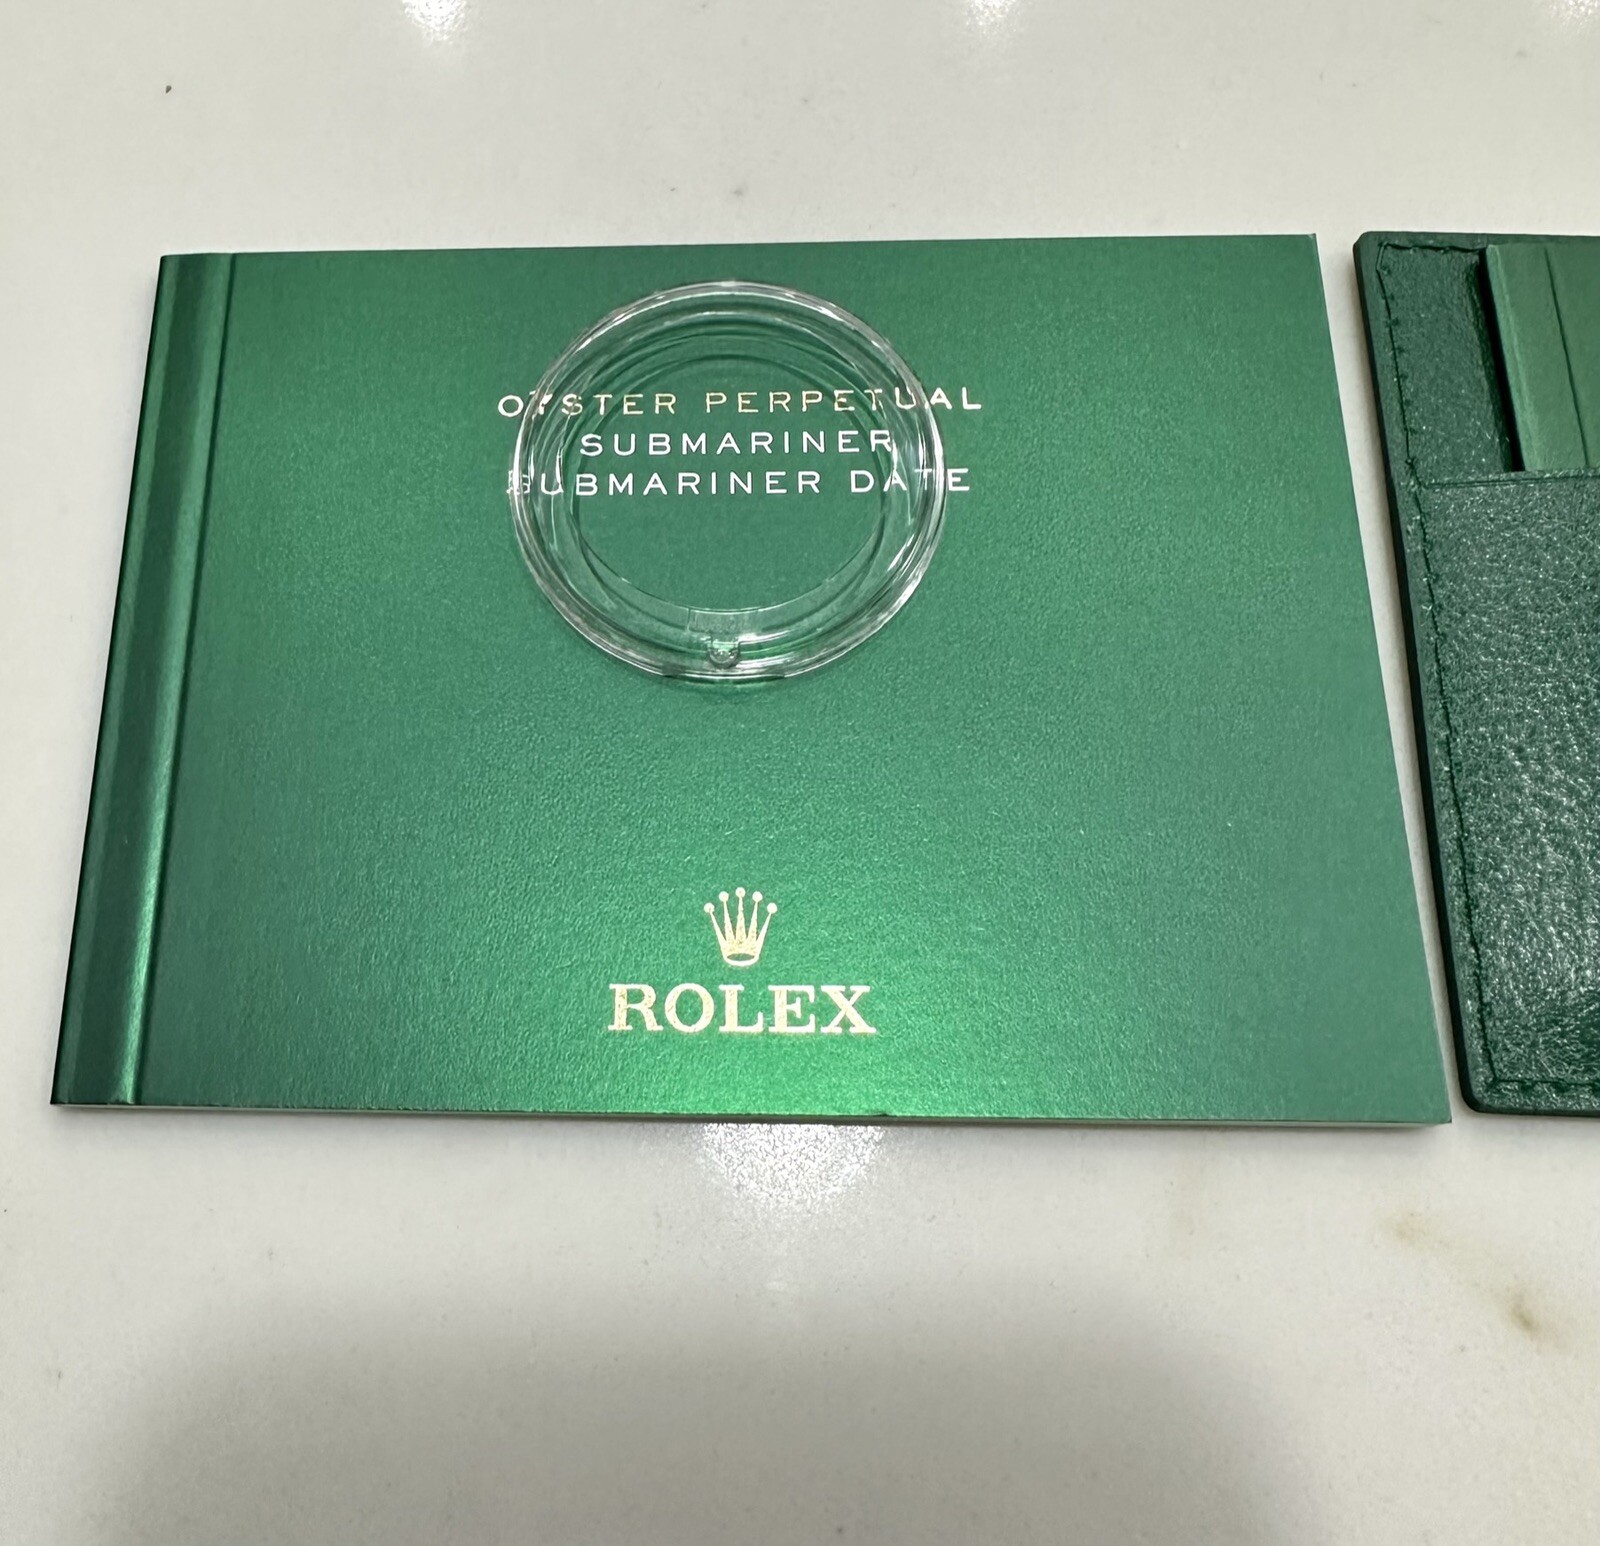 OYSTER PERPETUAL
SUBMARINER
SUBMARINER DATE
ROLEX